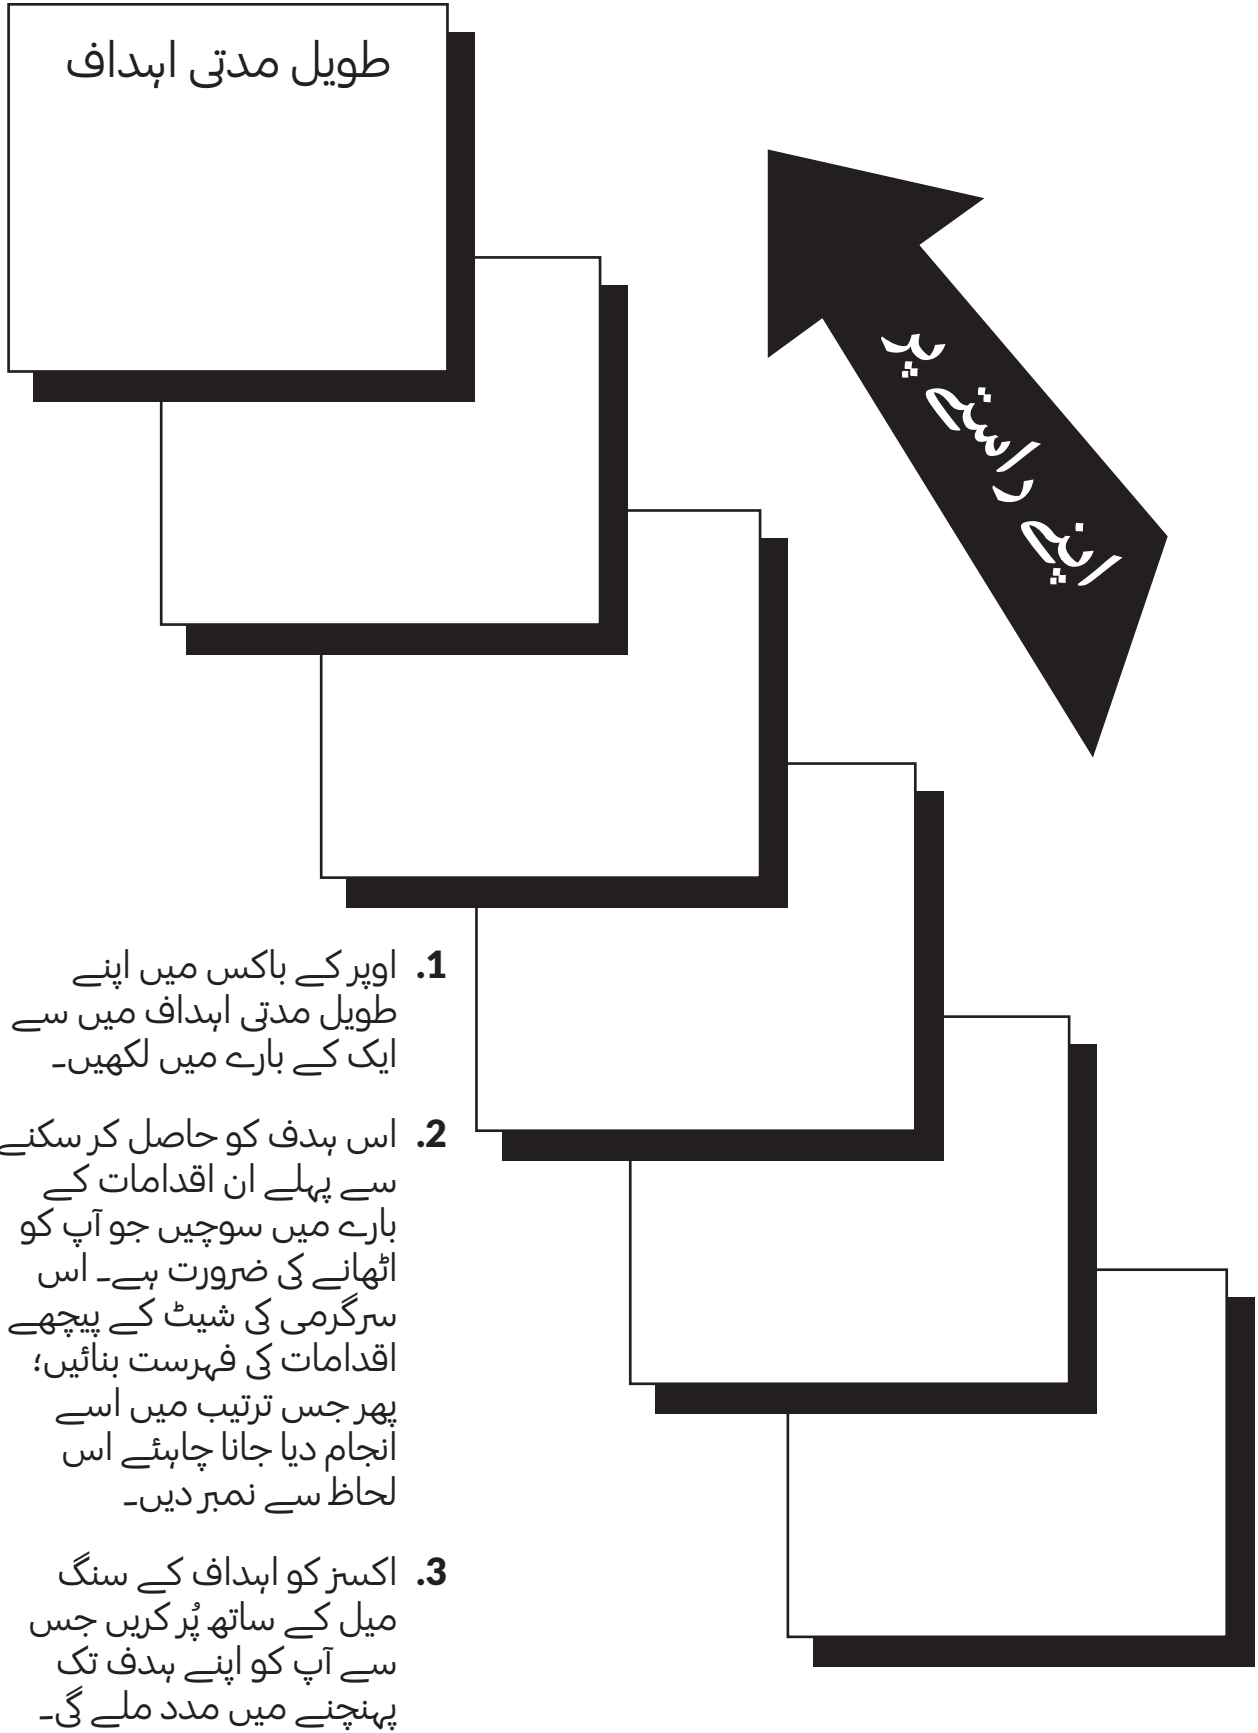 طویل مدتی اہداف
اپنے راستے پر
1. اوپر کے باکس میں اپنے
طویل مدتی اہداف میں سے
ایک کے بارے میں لکھیں۔
2. اس ہدف کو حاصل کر سکنے
سے پہلے ان اقدامات کے
بارے میں سوچیں جو آپ کو
اٹھانے کی ضرورت ہے۔ اس
سرگرمی کی شیٹ کے پیچھے
اقدامات کی فہرست بنائیں؛
پھر جس ترتیب میں اسے
انجام دیا جانا چاہئے اس
لحاظ سے نمبر دیں۔
3. اکسز کو اہداف کے سنگ
میل کے ساتھ پُر کریں جس
سے آپ کو اپنے ہدف تک
پہنچنے میں مدد ملے گی۔